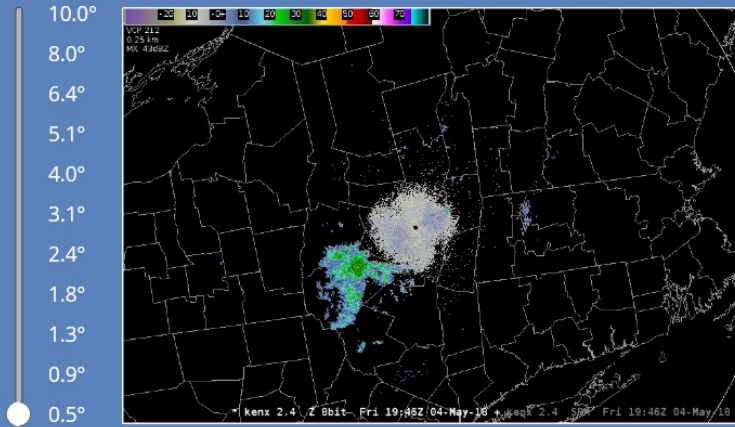 10.0°
8.0°
6.4°
5.1°
4.0°
3.1°
2.4°
1.8°
1.3°
0.9°
0.5°
-20 10 -0+ 10 20 30 40 50 60 70
VCP 212
0.25 km
MX: 43dBZ
* kenx 2.4 Z 8bit Fri 19:46Z 04-May-18 + kenx 2.4 SRM Fri 19:46Z 04-May-18